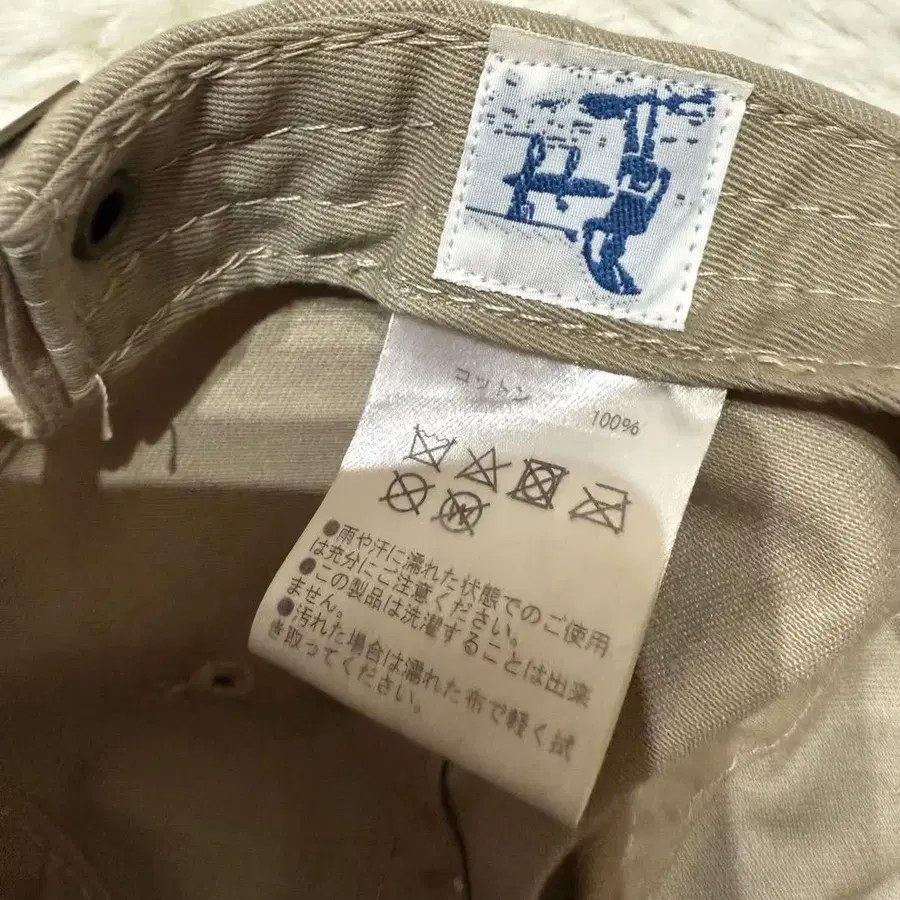 コットン 100%
●雨や汗に濡れた状態でのご使用
は充分にご注意ください。
●この製品は洗濯することは出来
ません。
●汚れた場合は濡れた布で軽く拭
き取ってください。